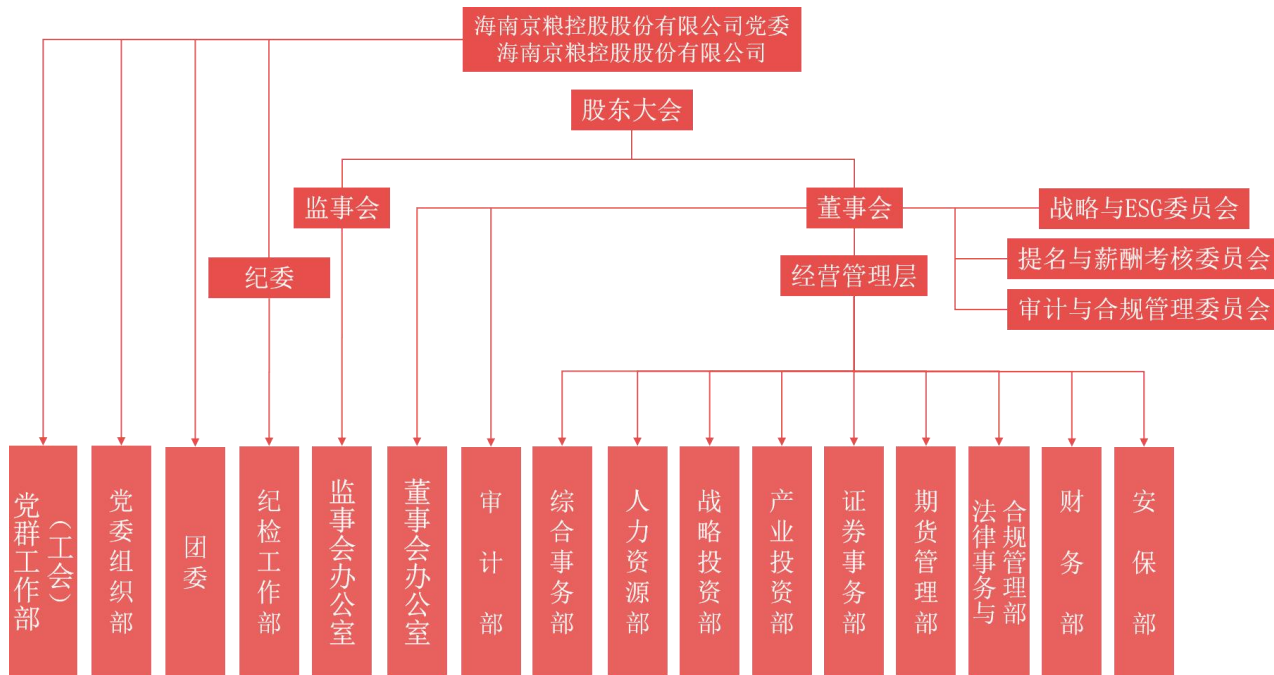 海南京粮控股股份有限公司党委
海南京粮控股股份有限公司
股东大会
监事会
董事会
战略与ESG委员会
纪委
经营管理层
提名与薪酬考核委员会
审计与合规管理委员会
党群工作部
（工会）
党委组织部
团委
纪检工作部
监事会办公室
董事会办公室
审计部
综合事务部
人力资源部
战略投资部
产业投资部
证券事务部
期货管理部
法律事务与
合规管理部
财务部
安保部